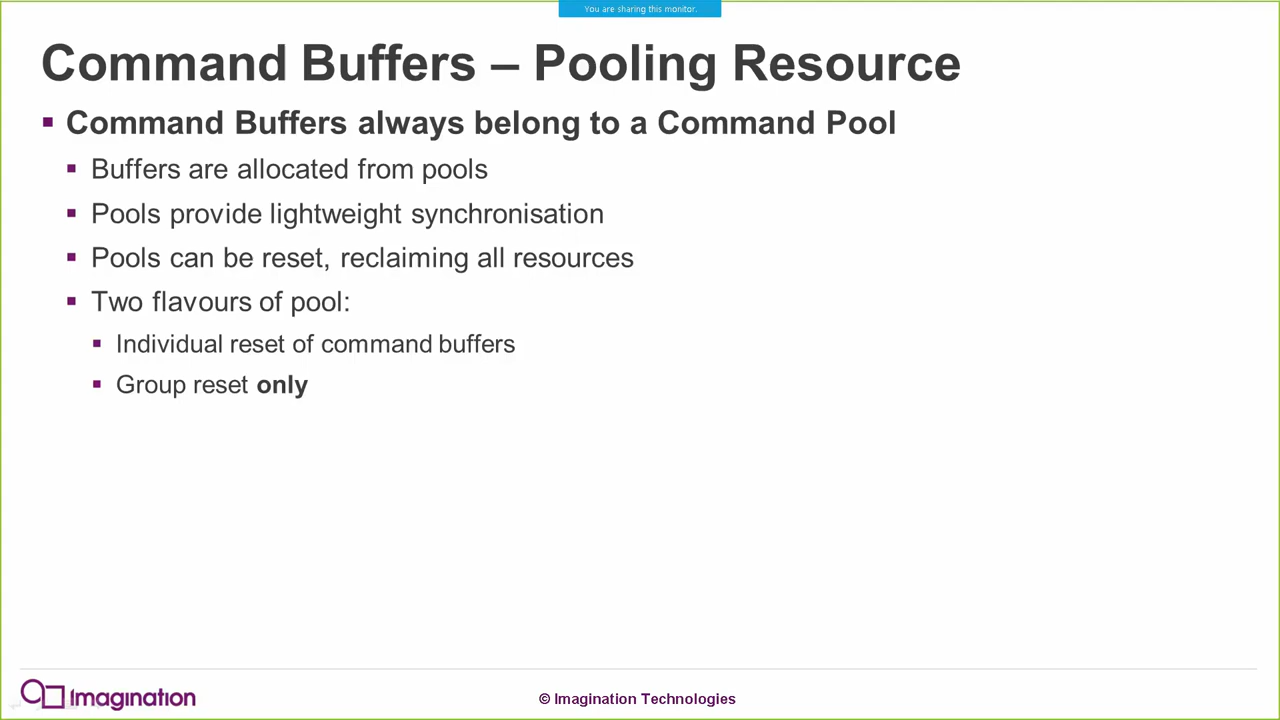 You are sharing this monitor.
Command Buffers – Pooling Resource
Command Buffers always belong to a Command Pool
Buffers are allocated from pools
Pools provide lightweight synchronisation
Pools can be reset, reclaiming all resources
Two flavours of pool:
Individual reset of command buffers
Group reset only
Imagination
© Imagination Technologies